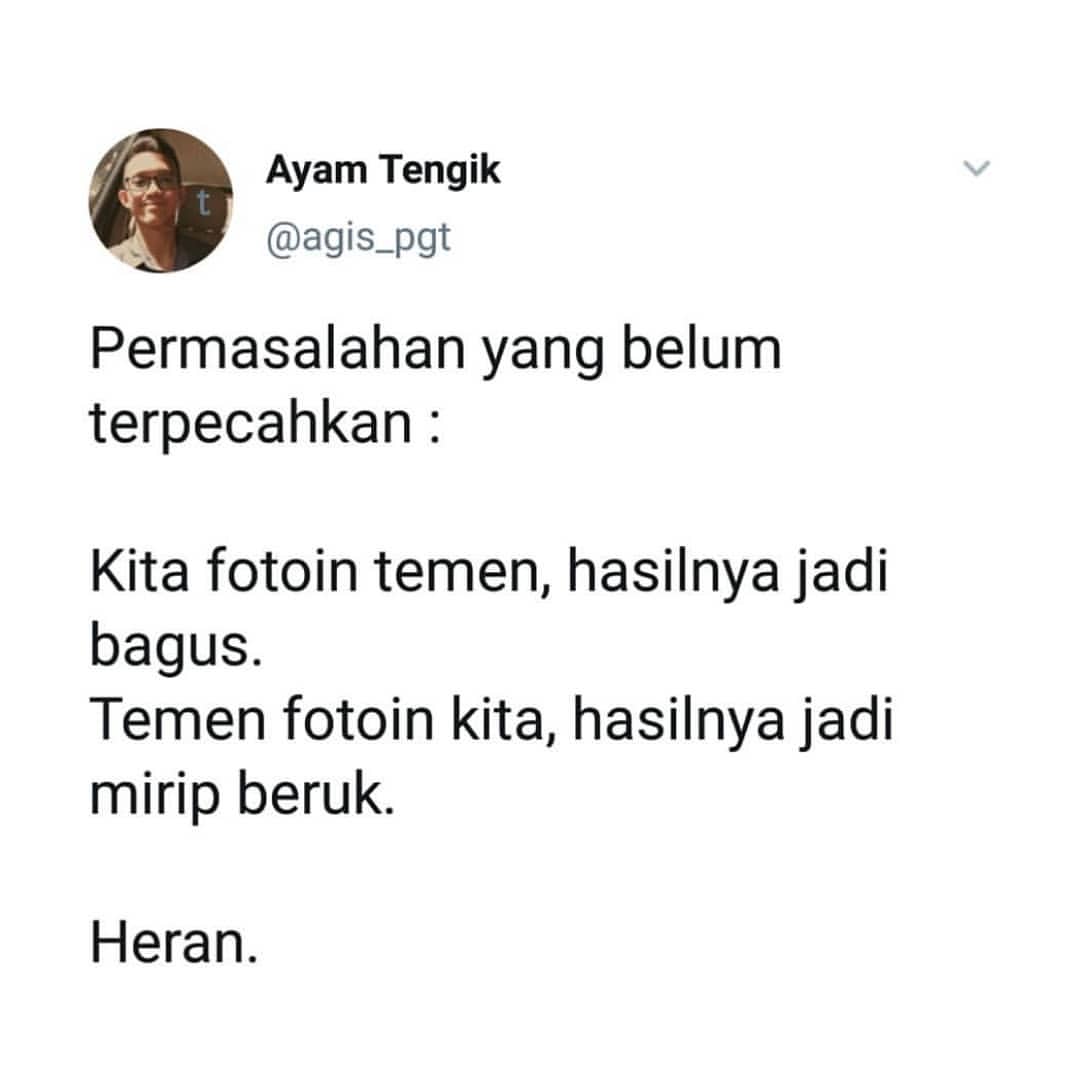 Ayam Tengik
@agis_pgt
Permasalahan yang belum
terpecahkan :
Kita fotoin temen, hasilnya jadi
bagus.
Temen fotoin kita, hasilnya jadi
mirip beruk.
Heran.
t